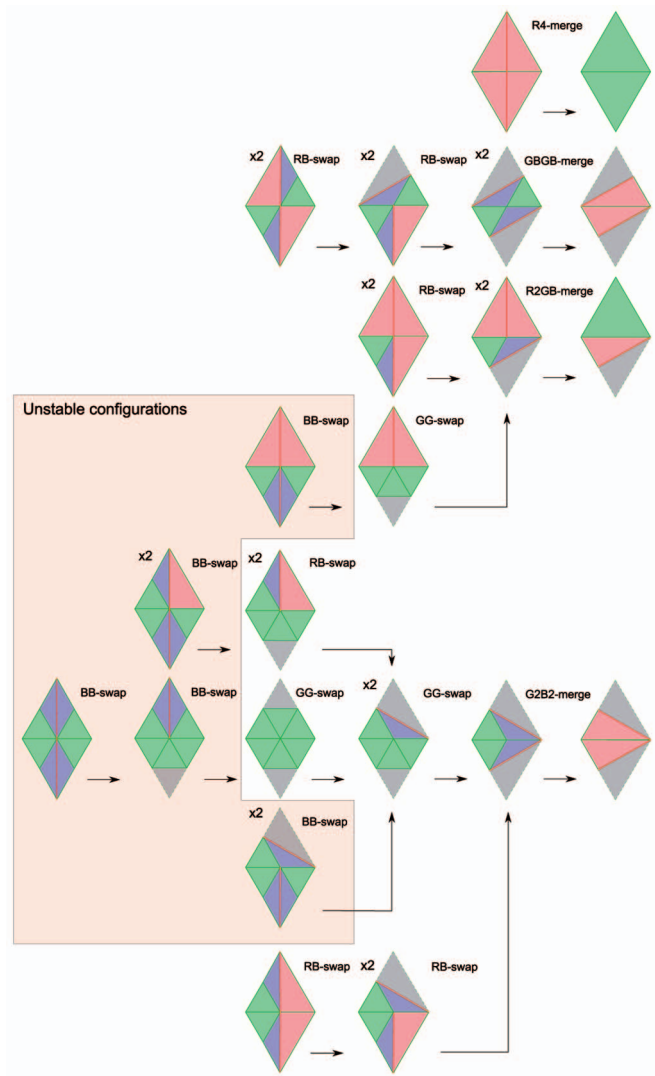 R4-merge
x2
RB-swap
x2
RB-swap
x2
GBGB-merge
x2
RB-swap
x2
R2GB-merge
Unstable configurations
BB-swap
GG-swap
x2
BB-swap
x2
RB-swap
BB-swap
BB-swap
GG-swap
x2
GG-swap
G2B2-merge
x2
BB-swap
RB-swap
x2
RB-swap